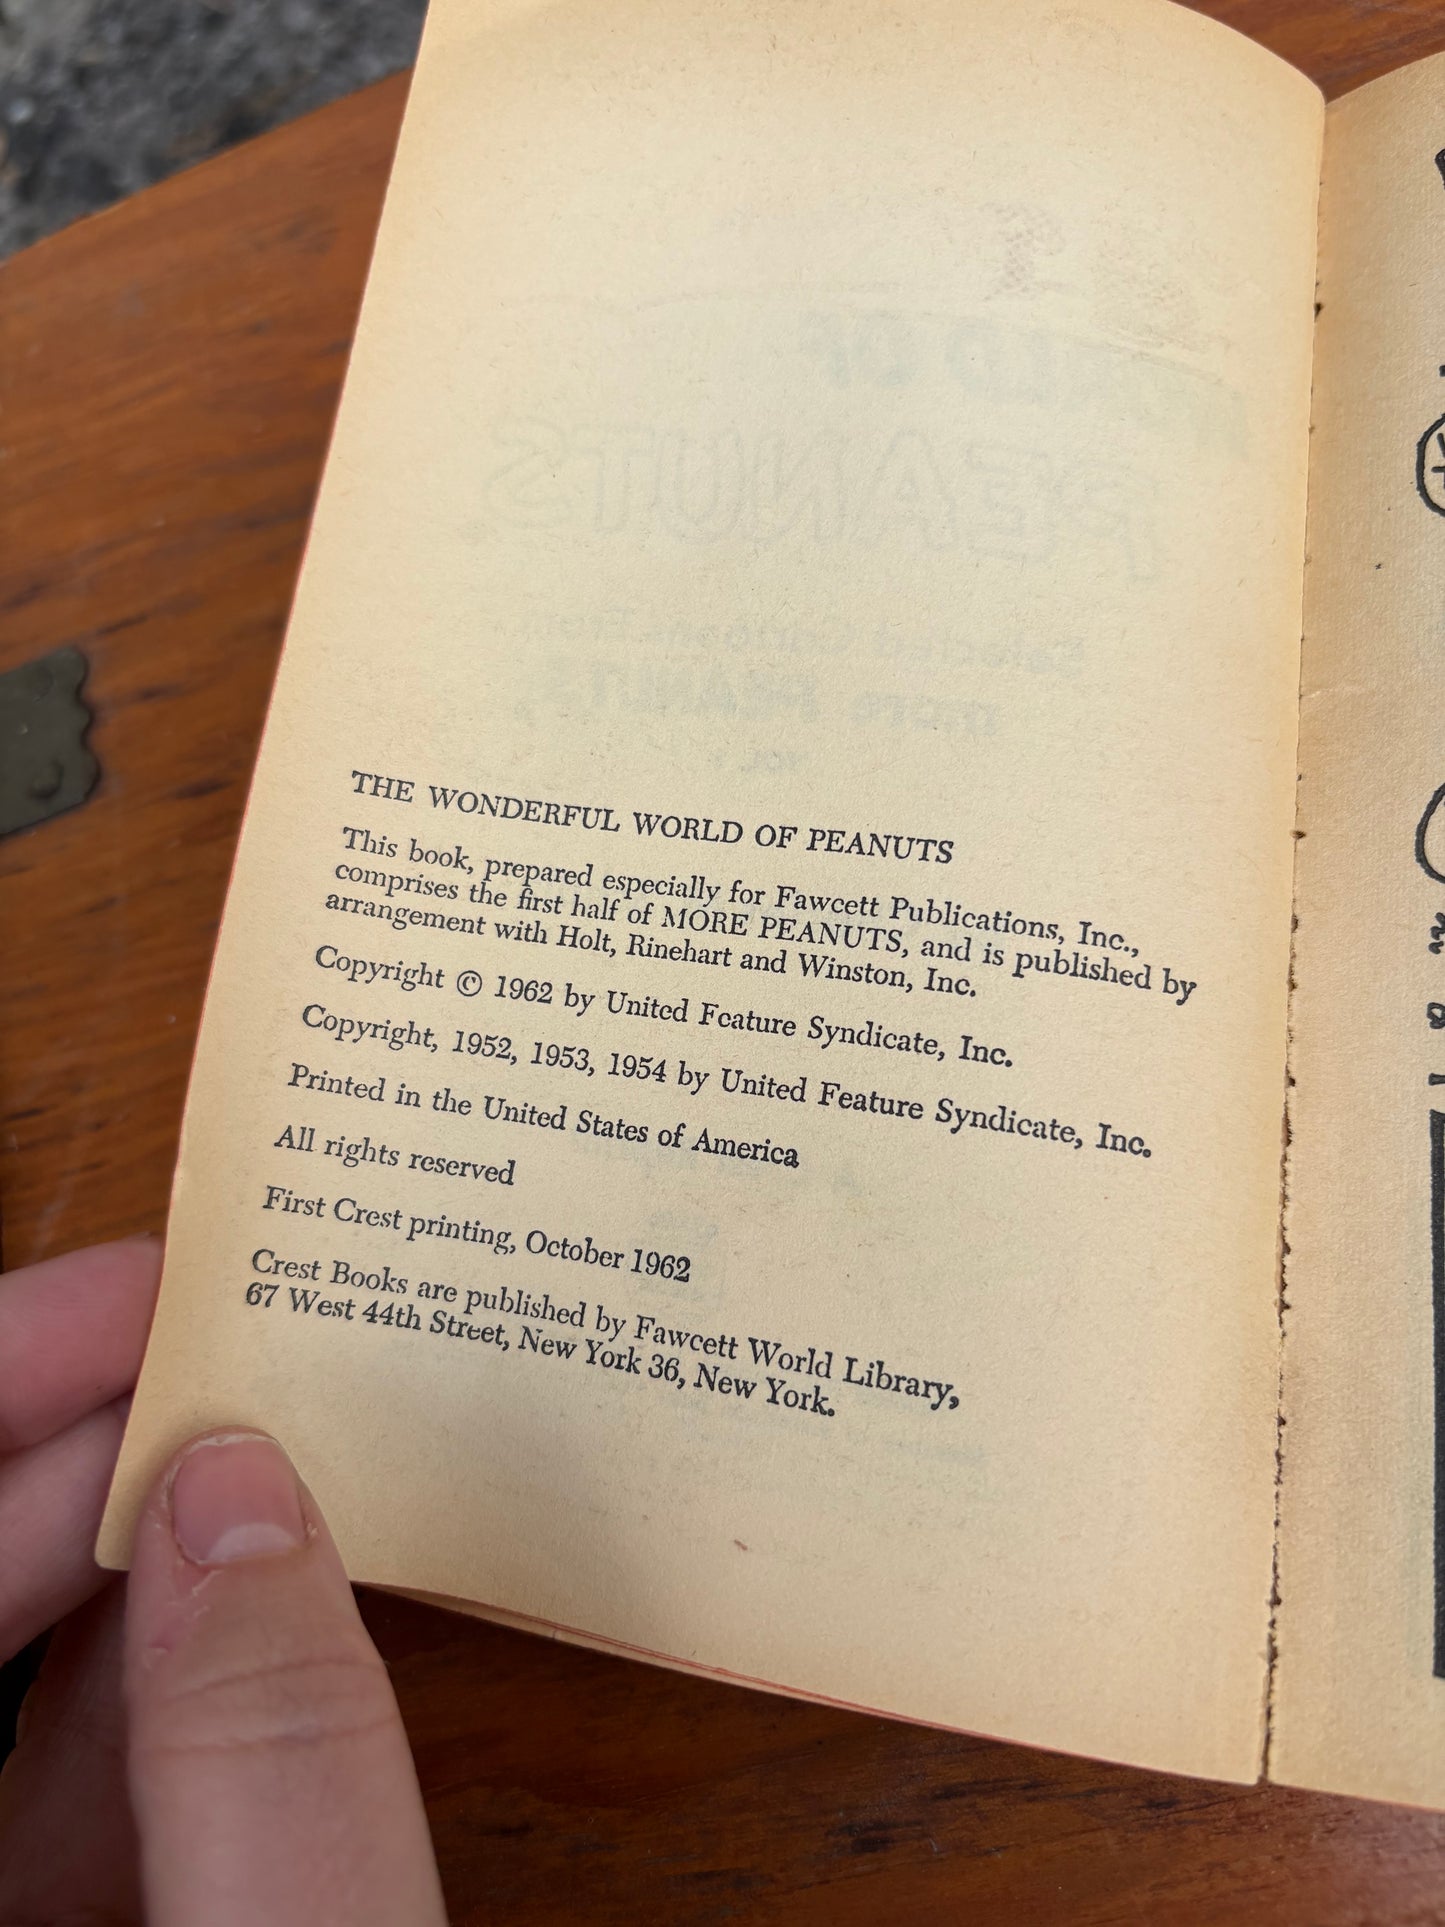 THE WONDERFUL WORLD OF PEANUTS
This book, prepared especially for Fawcett Publications, Inc.,
comprises the first half of MORE PEANUTS, and is published by
arrangement with Holt, Rinehart and Winston, Inc.
Copyright © 1962 by United Feature Syndicate, Inc.
Copyright, 1952, 1953, 1954 by United Feature Syndicate, Inc.
Printed in the United States of America
All rights reserved
First Crest printing, October 1962
Crest Books are published by Fawcett World Library,
67 West 44th Street, New York 36, New York.